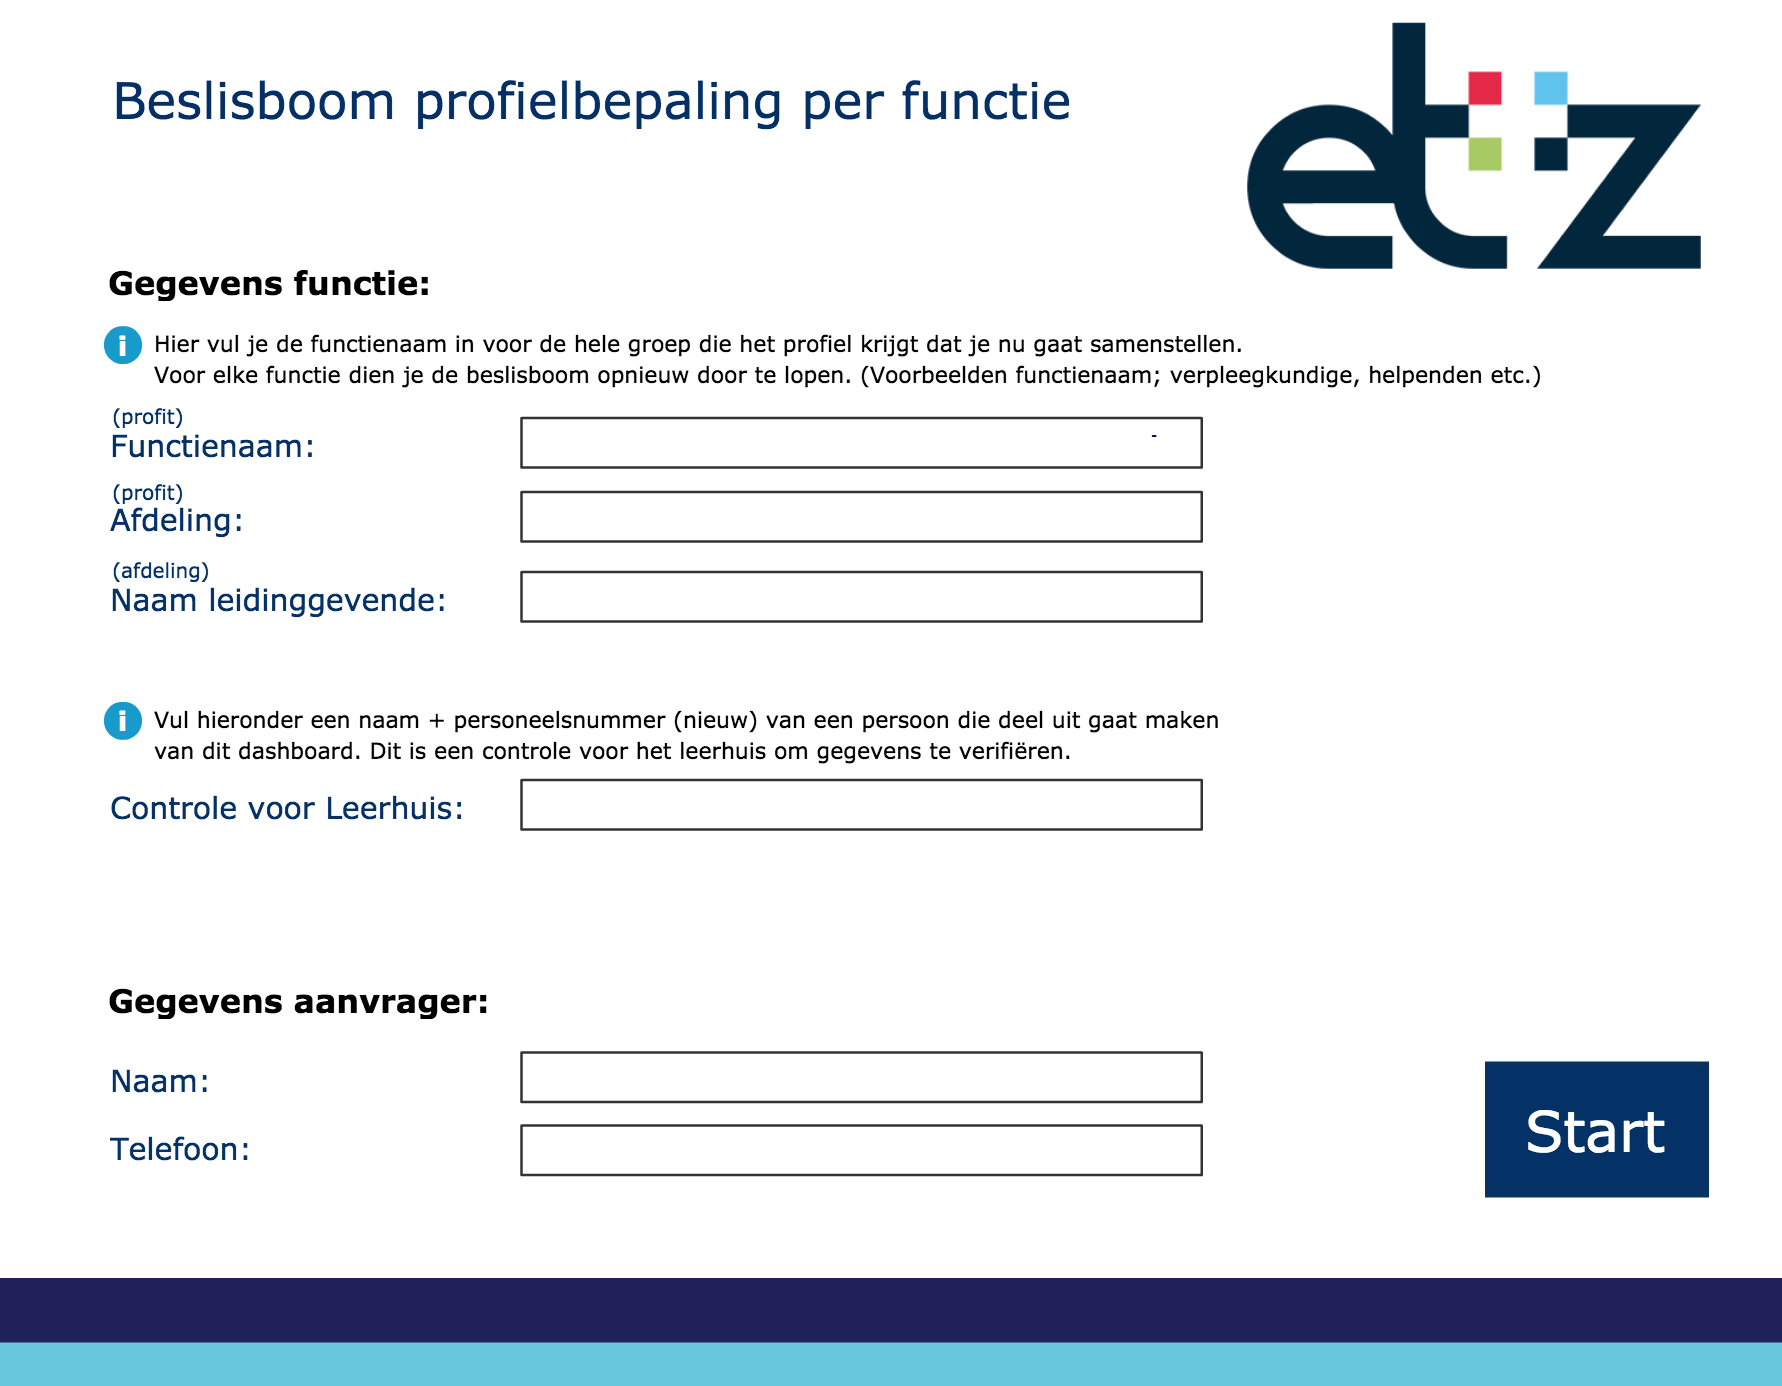 Beslisboom profielbepaling per functie
etz
Gegevens functie:
i Hier vul je de functienaam in voor de hele groep die het profiel krijgt dat je nu gaat samenstellen.
Voor elke functie dien je de beslisboom opnieuw door te lopen. (Voorbeelden functienaam; verpleegkundige, helpenden etc.)
(profit)
Functienaam: -
(profit)
Afdeling:
(afdeling)
Naam leidinggevende:
i Vul hieronder een naam + personeelsnummer (nieuw) van een persoon die deel uit gaat maken
van dit dashboard. Dit is een controle voor het leerhuis om gegevens te verifiëren.
Controle voor Leerhuis:
Gegevens aanvrager:
Naam:
Telefoon:
Start